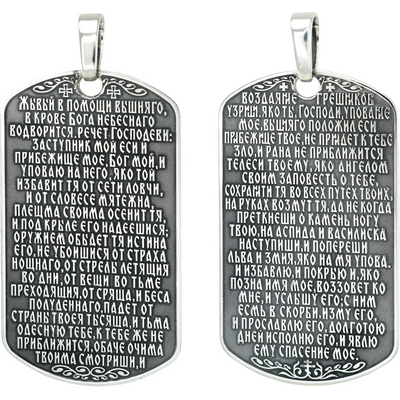 ЖЬВЫЙ В ПОМОЩИ ВЫШНЯГО,
В КРОВЕ БОГА НЕБЕСНАГО
ВОДВОРИТСЯ. РЕЧЕТ ГОСПОДЕВИ:
ЗАСТУПНИК МОЙ ЕСИ И
ПРИБЕЖИЩЕ МОЕ, БОГ МОЙ, И
УПОВАЮ НА НЕГО, ЯКО ТОЙ
ИЗБАВИТ ТЯ ОТ СЕТИ ЛОВЧИ,
И ОТ СЛОВЕСЕ МЯТЕЖНА,
ПЛЕЩМА СВОИМА ОСЕНИТ ТЯ,
И ПОД КРЫЛЕ ЕГО НАДЕЕШИСЯ:
ОРУЖИЕМ ОБЫДЕТ ТЯ ИСТИНА
ЕГО, НЕ УБОИШИСЯ ОТ СТРАХА
НОЩНАГО, ОТ СТРЕЛЫ ЛЕТЯЩИЯ
ВО ДНИ, ОТ ВЕЩИ ВО ТЬМЕ
ПРЕХОДЯЩИЯ, ОТ СРЯЩА, И БЕСА
ПОЛУДЕННАГО. ПАДЕТ ОТ
СТРАНЫ ТВОЕЯ ТЫСЯЩА, И ТЬМА
ОДЕСНУЮ ТЕБЕ, К ТЕБЕ ЖЕ НЕ
ПРИБЛИЖИТСЯ, ОБАЧЕ ОЧИМА
ТВОИМА СМОТРИШИ, И
ВОЗДАЯНИЕ ГРЕШНИКОВ
УЗРИШИ. ЯКО ТЫ, ГОСПОДИ, УПОВАНИЕ
МОЕ, ВЫШНЯГО ПОЛОЖИЛ ЕСИ
ПРИБЕЖИЩЕ ТВОЕ. НЕ ПРИДЕТ К ТЕБЕ
ЗЛО, И РАНА НЕ ПРИБЛИЖИТСЯ
ТЕЛЕСИ ТВОЕМУ, ЯКО АНГЕЛОМ
СВОИМ ЗАПОВЕСТЬ О ТЕБЕ,
СОХРАНИТИ ТЯ ВО ВСЕХ ПУТЕХ ТВОИХ,
НА РУКАХ ВОЗМУТ ТЯ, ДА НЕ КОГДА
ПРЕТКНЕШИ О КАМЕНЬ НОГУ
ТВОЮ, НА АСПИДА И ВАСИЛИСКА
НАСТУПИШИ, И ПОПЕРЕШИ
ЛЬВА И ЗМИЯ. ЯКО НА МЯ УПОВА,
И ИЗБАВЛЮ, И ПОКРЫЮ И, ЯКО
ПОЗНА ИМЯ МОЕ. ВОЗЗОВЕТ КО
МНЕ, И УСЛЫШУ ЕГО: С НИМ
ЕСМЬ В СКОРБИ, ИЗМУ ЕГО,
И ПРОСЛАВЛЮ ЕГО, ДОЛГОТОЮ
ДНЕЙ ИСПОЛНЮ ЕГО, И ЯВЛЮ
ЕМУ СПАСЕНИЕ МОЕ.